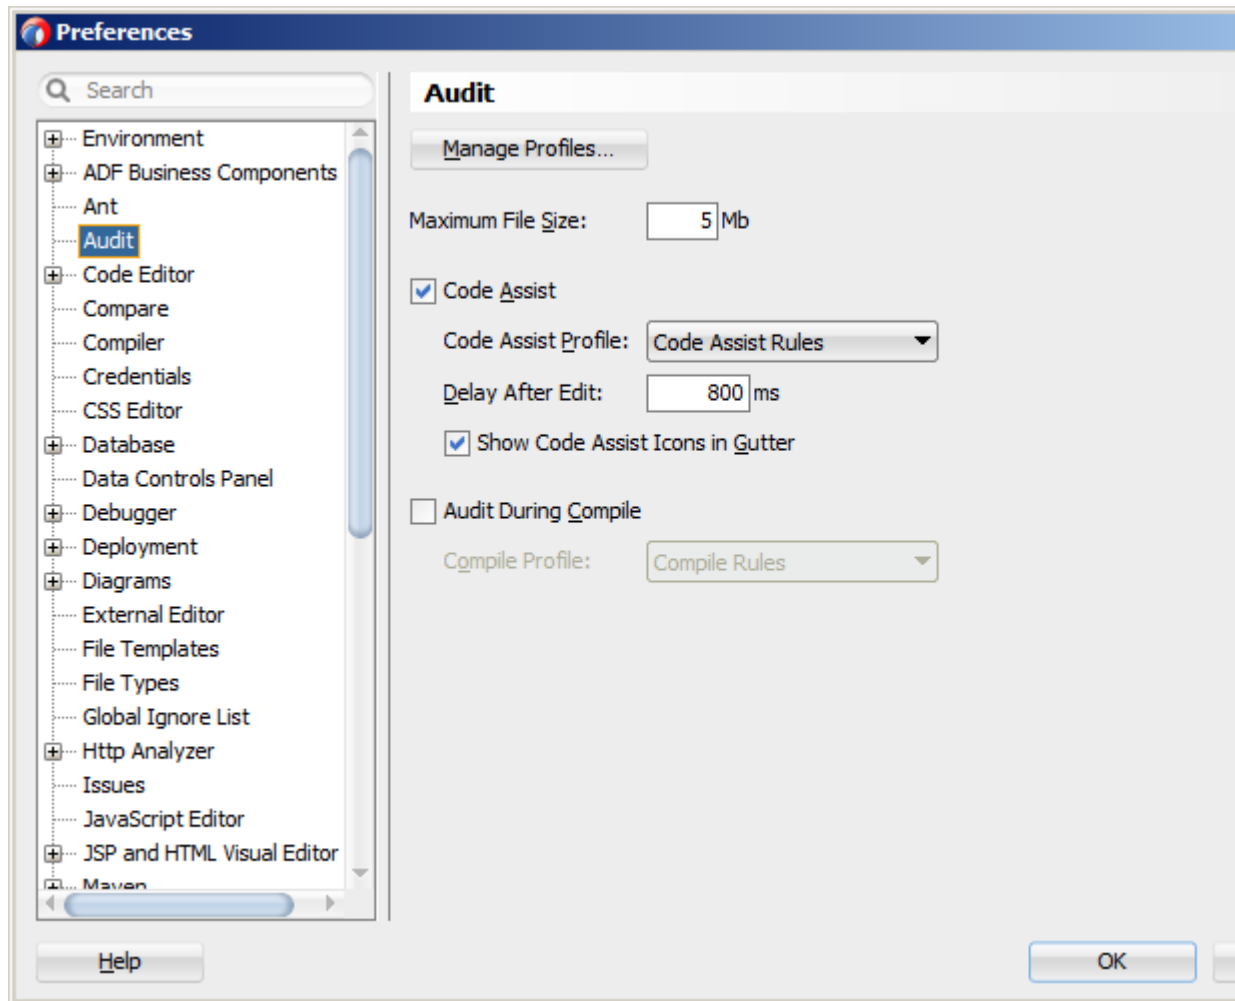 Preferences
Search
Environment
ADF Business Components
Ant
Audit
Code Editor
Compare
Compiler
Credentials
CSS Editor
Database
Data Controls Panel
Debugger
Deployment
Diagrams
External Editor
File Templates
File Types
Global Ignore List
Http Analyzer
Issues
JavaScript Editor
JSP and HTML Visual Editor
Maven
Audit
Manage Profiles...
Maximum File Size: 5 Mb
Code Assist
Code Assist Profile: Code Assist Rules
Delay After Edit: 800 ms
Show Code Assist Icons in Gutter
Audit During Compile
Compile Profile: Compile Rules
Help
OK